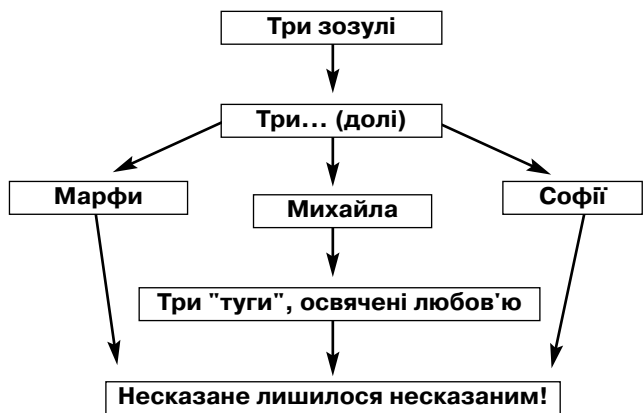 Три зозулі
Три... (долі)
Марфи
Михайла
Софії
Три "туги", освячені любов'ю
Несказане лишилося несказаним!